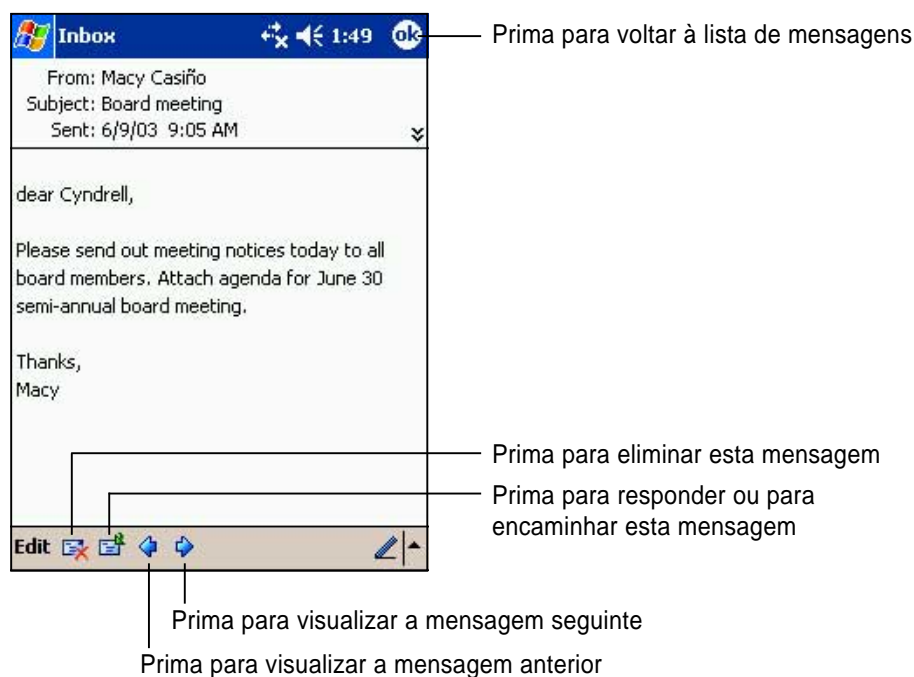 Inbox 1:49 ok
Prima para voltar à lista de mensagens
From: Macy Casiño
Subject: Board meeting
Sent: 6/9/03 9:05 AM
dear Cyndrell,
Please send out meeting notices today to all
board members. Attach agenda for June 30
semi-annual board meeting.
Thanks,
Macy
Prima para eliminar esta mensagem
Prima para responder ou para
encaminhar esta mensagem
Edit
Prima para visualizar a mensagem seguinte
Prima para visualizar a mensagem anterior